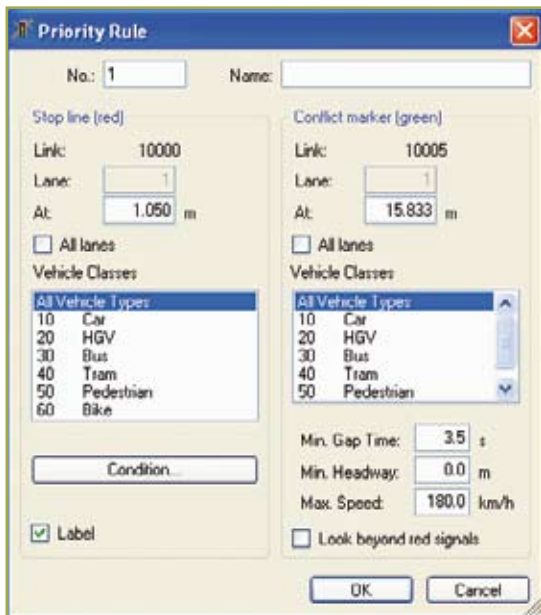 Priority Rule
No.: 1 Name:
Stop line (red)
Link: 10000
Lane: 1
At: 1.050 m
All lanes
Vehicle Classes
All Vehicle Types
10 Car
20 HGV
30 Bus
40 Tram
50 Pedestrian
60 Bike
Condition...
Label
Conflict marker (green)
Link: 10005
Lane: 1
At: 15.833 m
All lanes
Vehicle Classes
All Vehicle Types
10 Car
20 HGV
30 Bus
40 Tram
50 Pedestrian
Min. Gap Time: 3.5 s
Min. Headway: 0.0 m
Max. Speed: 180.0 km/h
Look beyond red signals
OK Cancel